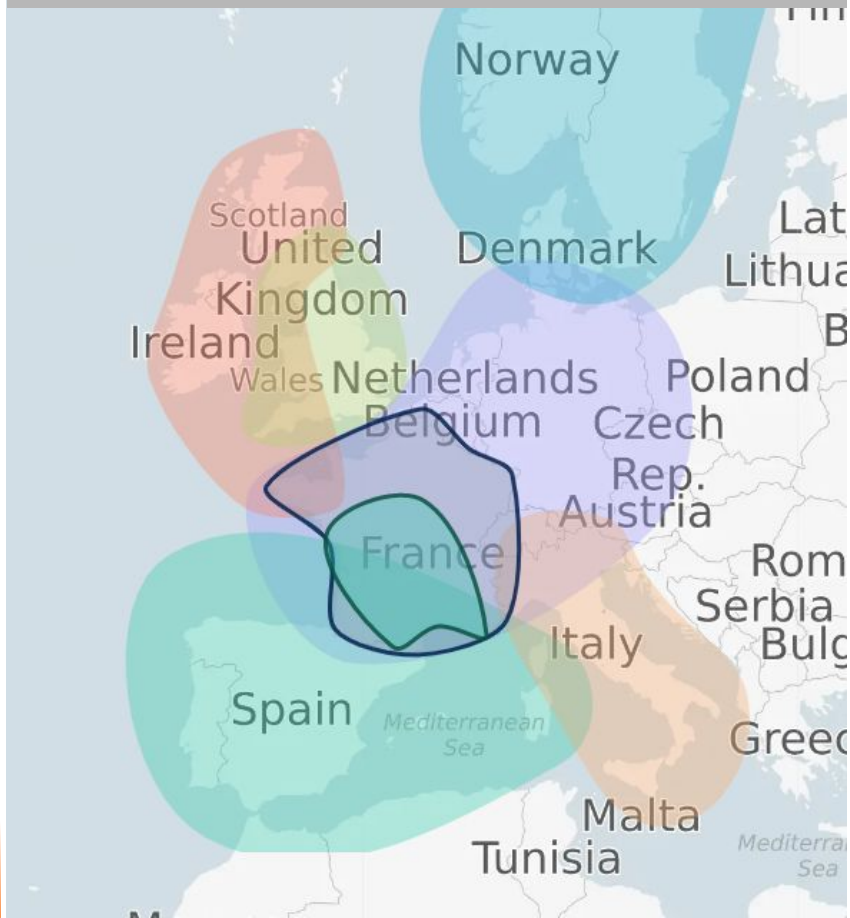 Norway
Scotland
United
Kingdom
Denmark
Lat
Lithua
Ireland
Wales
Netherlands
Belgium
Poland
Czech
Rep.
Austria
France
Rom
Serbia
Bulg
Italy
Spain
Mediterranean
Sea
Greec
Malta
Tunisia
Mediterra
Sea